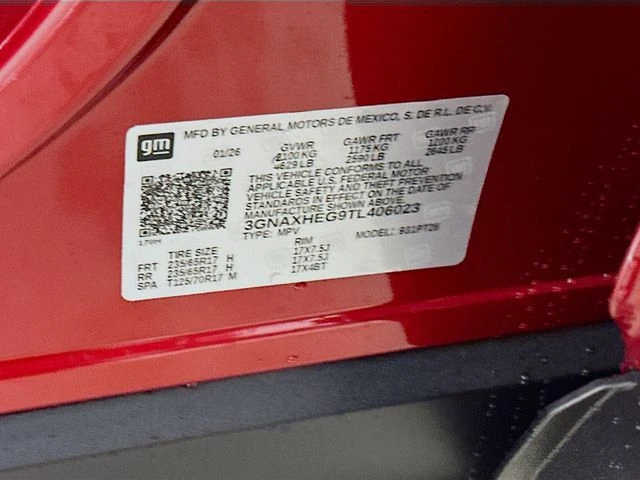 gm
MFD BY GENERAL MOTORS DE MEXICO, S. DE R.L. DE C.V.
01/26 GVWR GAWR FRT GAWR RR
2100 KG 1175 KG 1200 KG
4629 LB 2590 LB 2645 LB
THIS VEHICLE CONFORMS TO ALL
APPLICABLE U.S. FEDERAL MOTOR
VEHICLE SAFETY AND THEFT PREVENTION
STANDARDS IN EFFECT ON THE DATE OF
MANUFACTURE SHOWN ABOVE.
3GNAXHEG9TL406023
TYPE: MPV MODEL:
TIRE SIZE RIM
FRT 235/65R17 H 17X7.5J
RR 235/65R17 H 17X7.5J
SPA T125/70R17 M 17X4BT